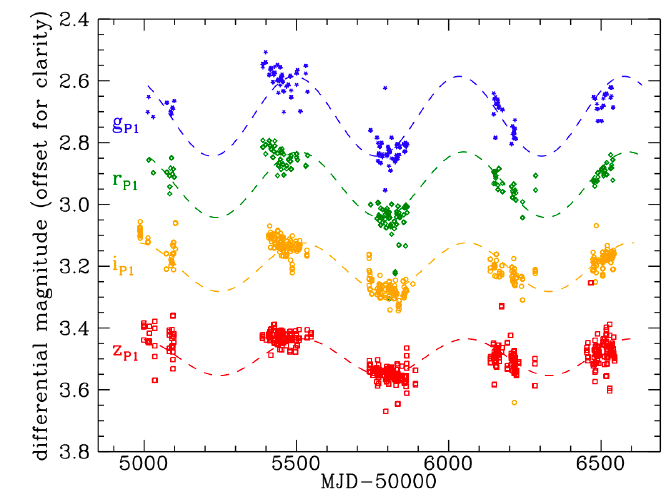 differential magnitude (offset for clarity)
2.4
2.6
2.8
3.0
3.2
3.4
3.6
3.8
gP1
rP1
iP1
zP1
5000 5500 6000 6500
MJD-50000